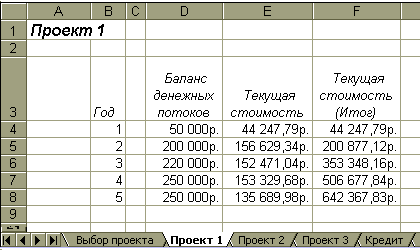 A B C D E F
1 Проект 1
2
Баланс Текущая
денежных Текущая стоимость
3 Год потоков стоимость (Итог)
4 1 50 000р. 44 247,79р. 44 247,79р.
5 2 200 000р. 156 629,34р. 200 877,12р.
6 3 220 000р. 152 471,04р. 353 348,16р.
7 4 250 000р. 153 329,68р. 506 677,84р.
8 5 250 000р. 135 689,98р. 642 367,83р.
9
Выбор проекта Проект 1 Проект 2 Проект 3 Кредит